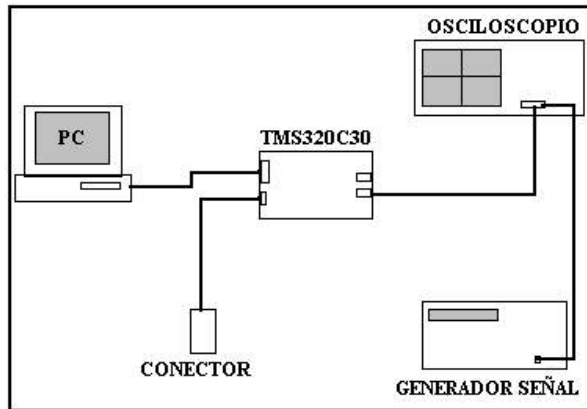 OSCILOSCOPIO
PC
TMS320C30
CONECTOR
GENERADOR SEÑAL